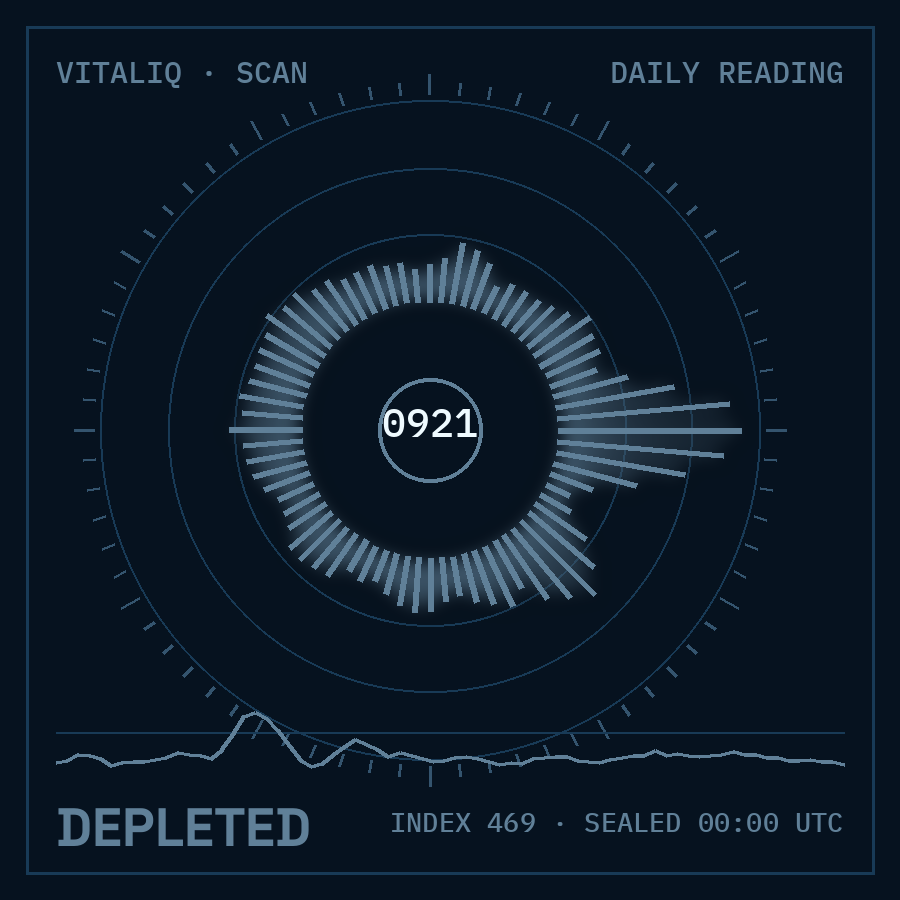 VITALIQ · SCAN
DAILY READING
0921
DEPLETED
INDEX 469 · SEALED 00:00 UTC